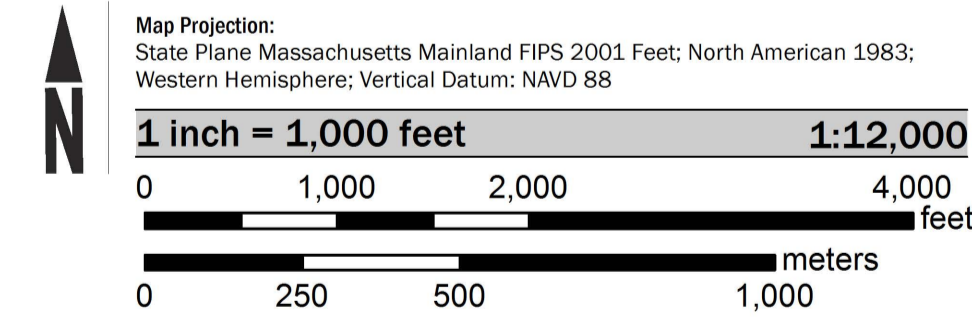 N
Map Projection:
State Plane Massachusetts Mainland FIPS 2001 Feet; North American 1983;
Western Hemisphere; Vertical Datum: NAVD 88
1 inch = 1,000 feet 1:12,000
0 1,000 2,000 4,000
feet
meters
0 250 500 1,000